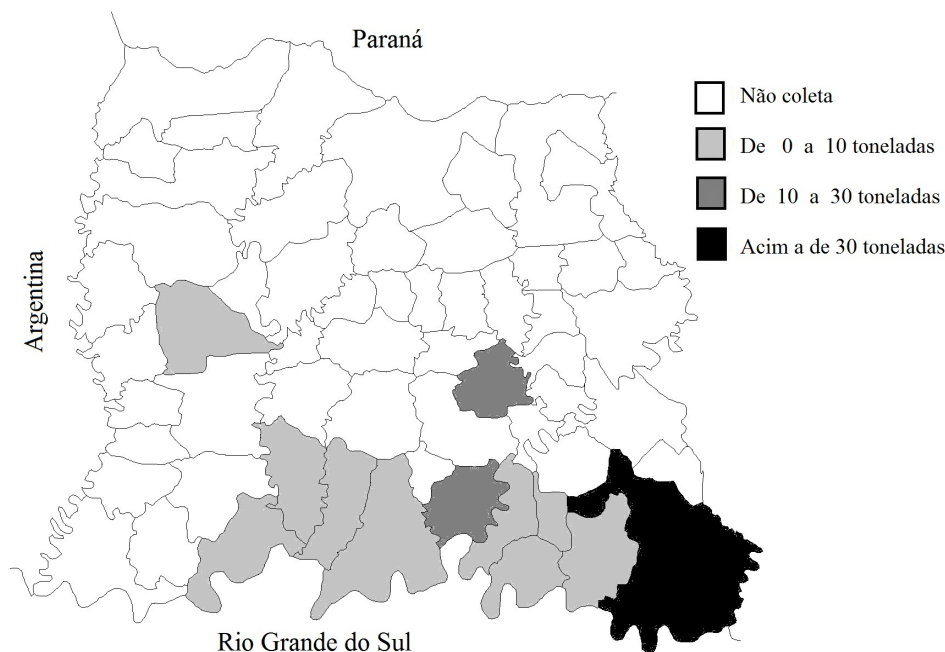 Paraná
Não coleta
De 0 a 10 toneladas
De 10 a 30 toneladas
Acim a de 30 toneladas
Argentina
Rio Grande do Sul